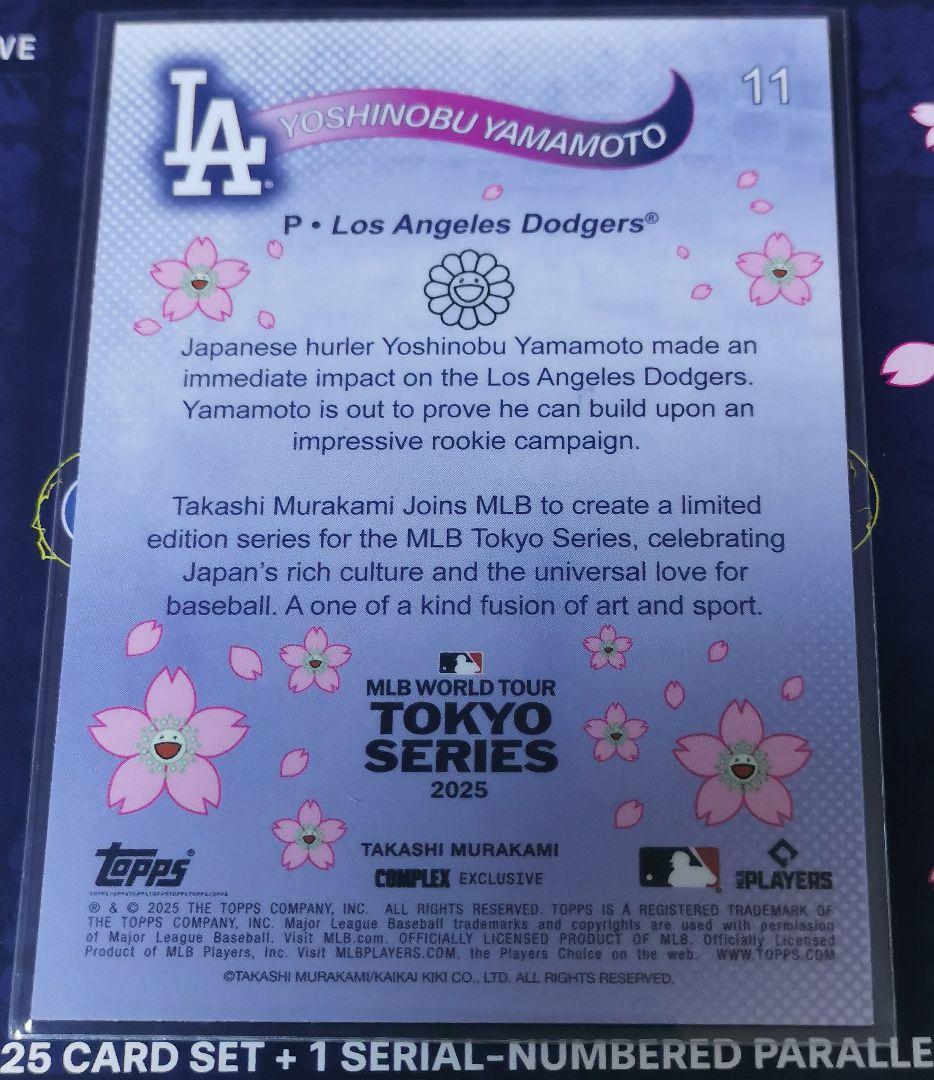 VE
LA
YOSHINOBU YAMAMOTO
11
P • Los Angeles Dodgers®
Japanese hurler Yoshinobu Yamamoto made an
immediate impact on the Los Angeles Dodgers.
Yamamoto is out to prove he can build upon an
impressive rookie campaign.
Takashi Murakami Joins MLB to create a limited
edition series for the MLB Tokyo Series, celebrating
Japan's rich culture and the universal love for
baseball. A one of a kind fusion of art and sport.
MLB WORLD TOUR
TOKYO
SERIES
2025
Topps®
TAKASHI MURAKAMI
COMPLEX EXCLUSIVE
MLB PLAYERS
® & © 2025 THE TOPPS COMPANY, INC. ALL RIGHTS RESERVED. TOPPS IS A REGISTERED TRADEMARK OF
THE TOPPS COMPANY, INC. Major League Baseball trademarks and copyrights are used with permission
of Major League Baseball. Visit MLB.com. OFFICIALLY LICENSED PRODUCT OF MLB. Officially Licensed
Product of MLB Players, Inc. Visit MLBPLAYERS.COM, the Players Choice on the web. WWW.TOPPS.COM
©TAKASHI MURAKAMI/KAIKAI KIKI CO., LTD. ALL RIGHTS RESERVED.
25 CARD SET + 1 SERIAL-NUMBERED PARALLE